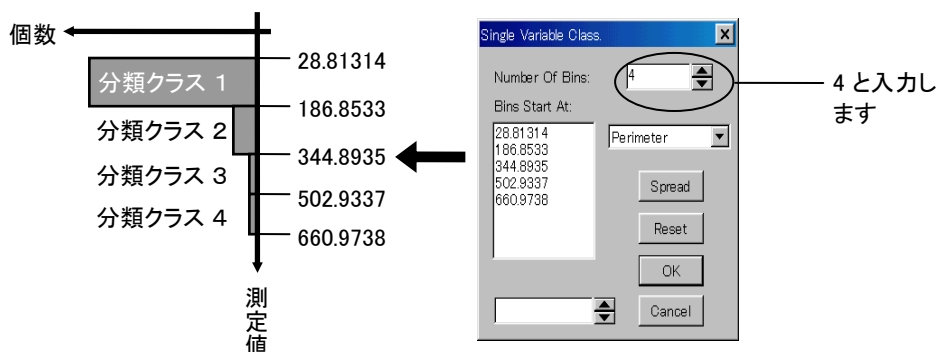 個数
28.81314
分類クラス 1
186.8533
分類クラス 2
344.8935
分類クラス 3
502.9337
分類クラス 4
660.9738
測定値
Single Variable Class.
Number Of Bins:
4
Bins Start At:
28.81314
186.8533
344.8935
502.9337
660.9738
Perimeter
Spread
Reset
OK
Cancel
4 と入力し
ます